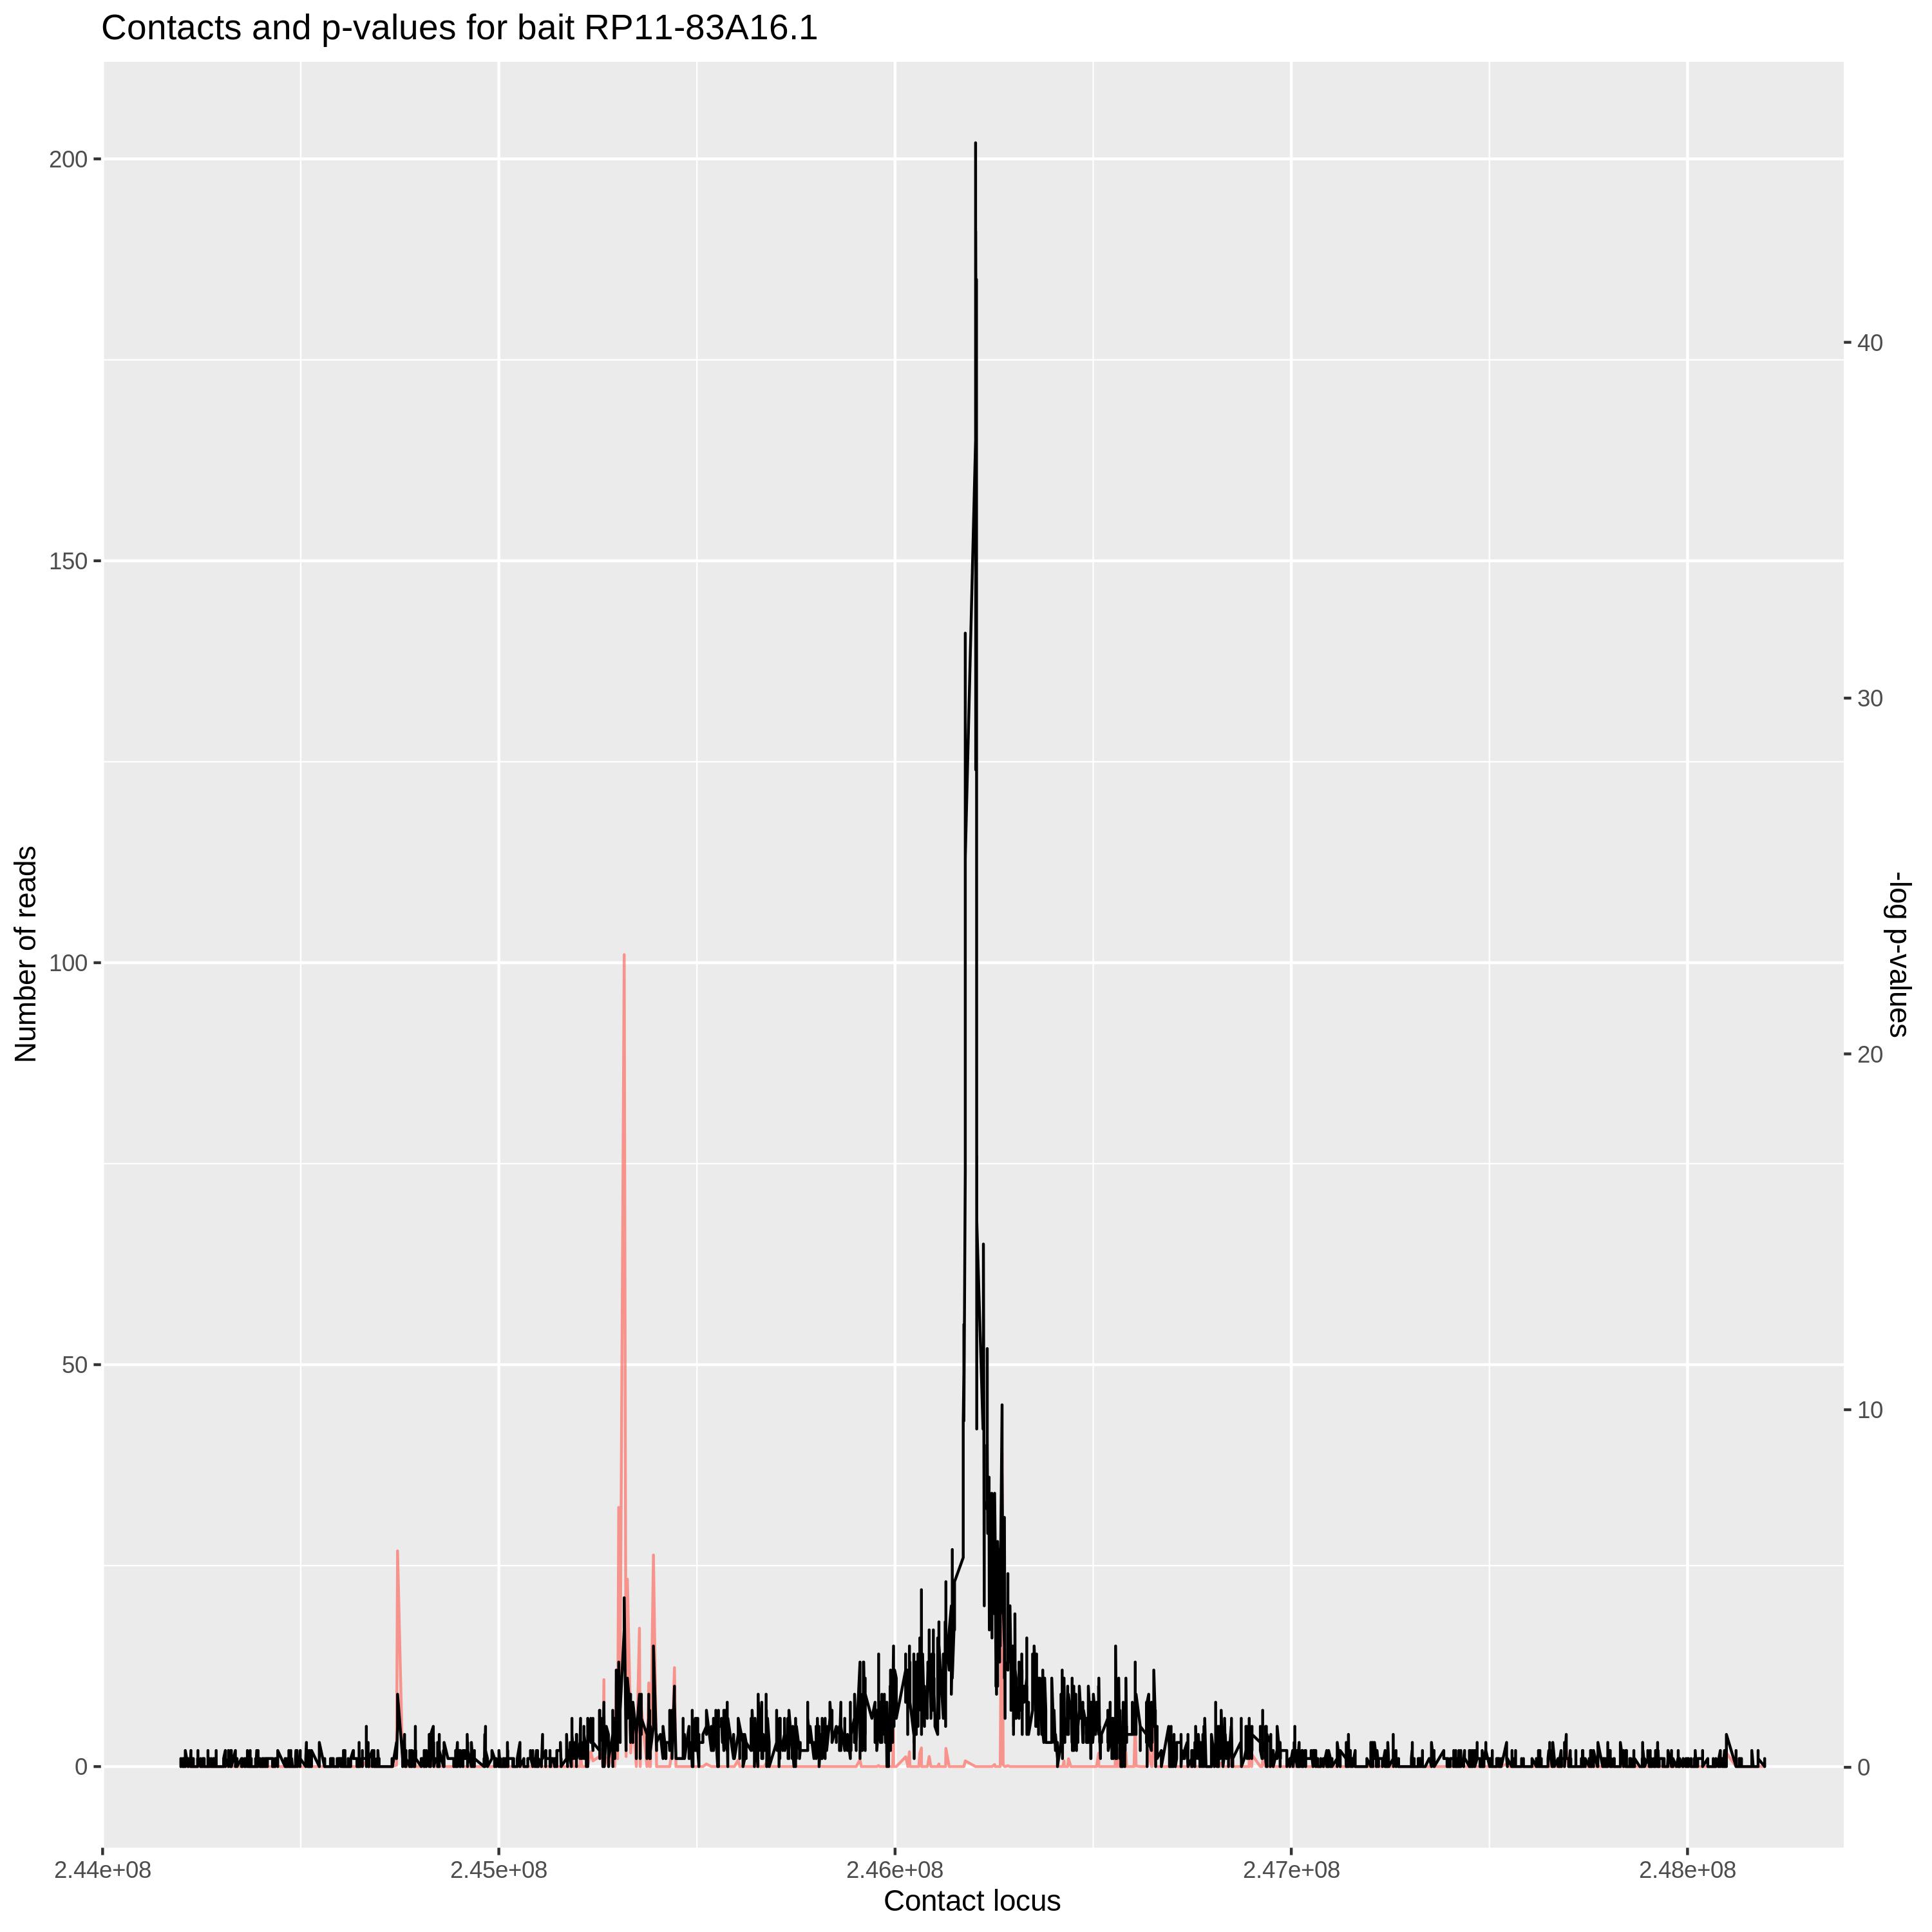 Contacts and p-values for bait RP11-83A16.1
200
150
100
50
0
Number of reads
40
30
20
10
0
-log p-values
2.44e+08
2.45e+08
2.46e+08
2.47e+08
2.48e+08
Contact locus